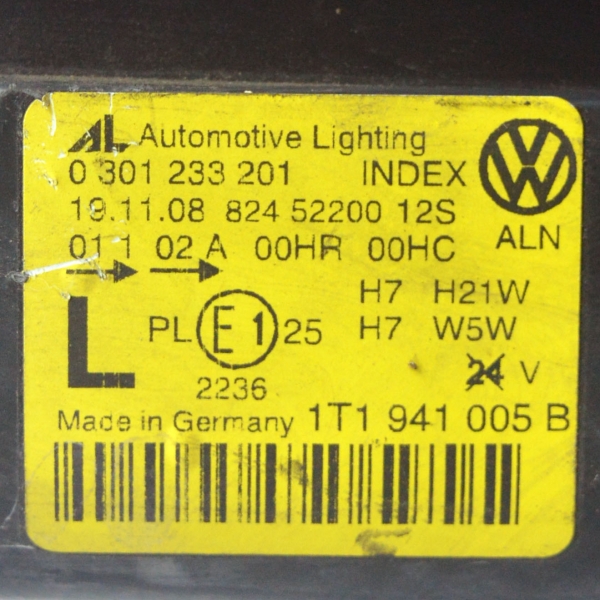 AL Automotive Lighting
0 301 233 201 INDEX
19.11.08 824 52200 12S
ALN
01 1 02 A 00HR 00HC
H7 H21W
L PL E1 25 H7 W5W
2236 24 V
Made in Germany 1T1 941 005 B